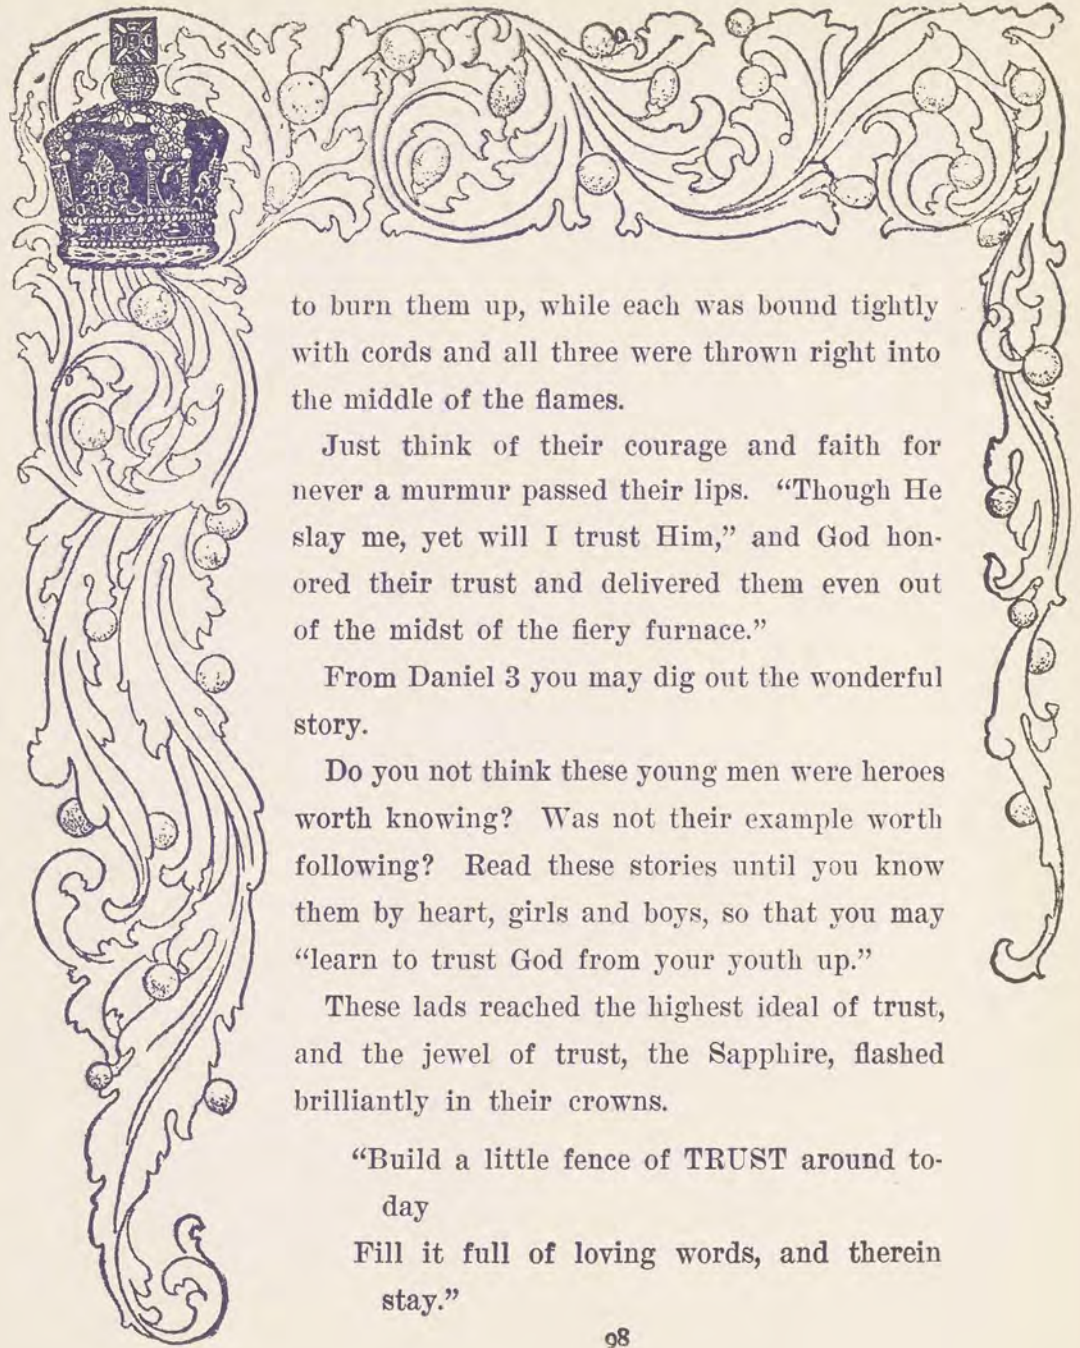 to burn them up, while each was bound tightly
with cords and all three were thrown right into
the middle of the flames.
Just think of their courage and faith for
never a murmur passed their lips. “Though He
slay me, yet will I trust Him,” and God hon-
ored their trust and delivered them even out
of the midst of the fiery furnace.”
From Daniel 3 you may dig out the wonderful
story.
Do you not think these young men were heroes
worth knowing? Was not their example worth
following? Read these stories until you know
them by heart, girls and boys, so that you may
“learn to trust God from your youth up.”
These lads reached the highest ideal of trust,
and the jewel of trust, the Sapphire, flashed
brilliantly in their crowns.
“Build a little fence of TRUST around to-
day
Fill it full of loving words, and therein
stay.”
98